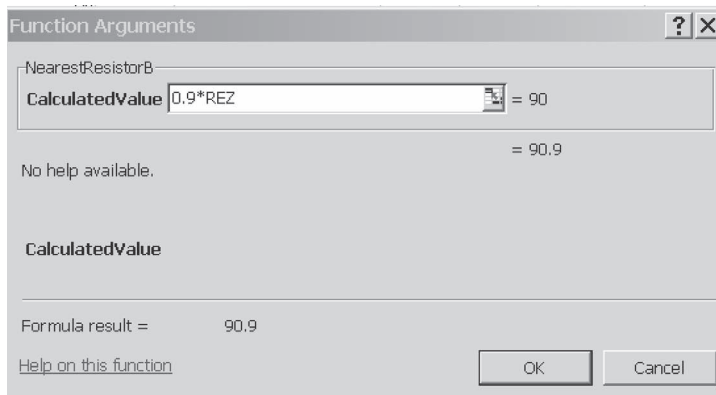 Function Arguments
?
NearestResistorB
CalculatedValue 0.9*REZ = 90
= 90.9
No help available.
CalculatedValue
Formula result = 90.9
Help on this function
OK Cancel